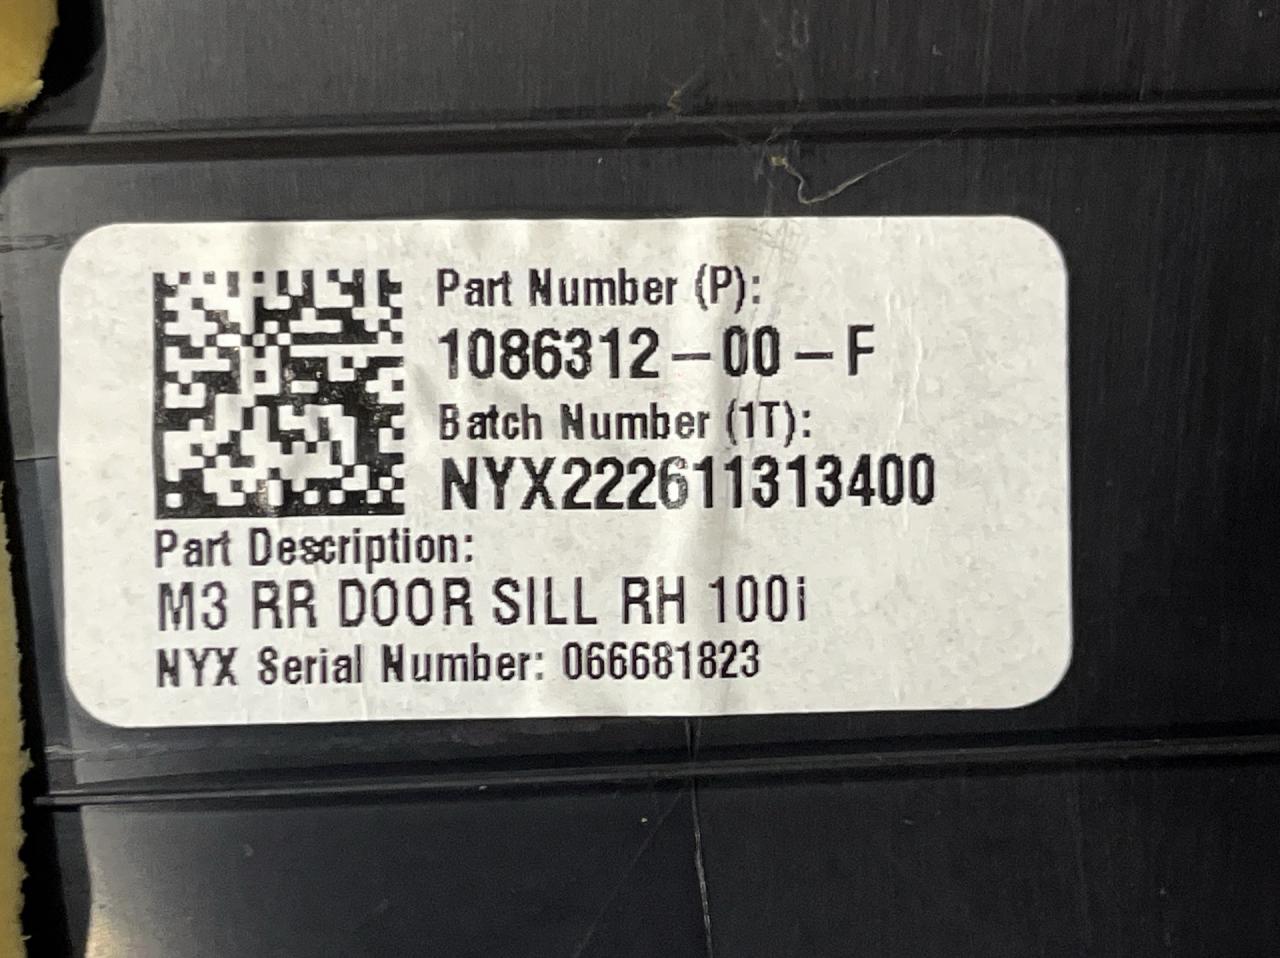 Part Number (P):
1086312-00-F
Batch Number (1T):
NYX222611313400
Part Description:
M3 RR DOOR SILL RH 100i
NYX Serial Number: 066681823